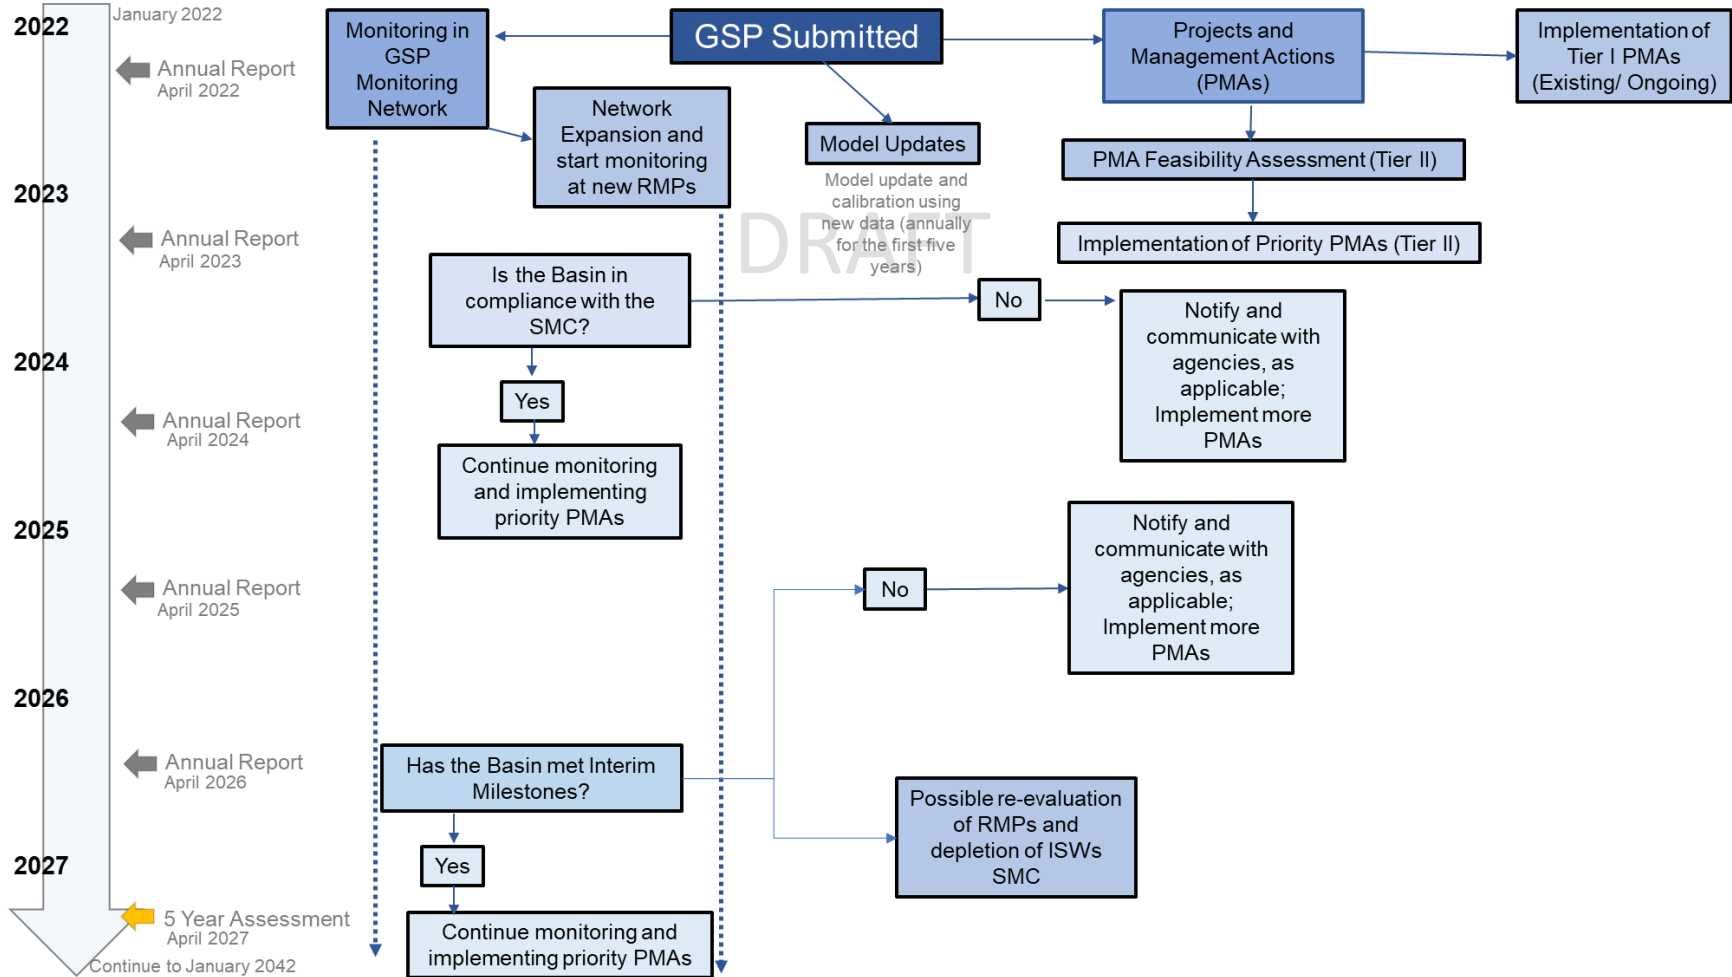 2022
January 2022
Annual Report
April 2022
2023
Annual Report
April 2023
2024
Annual Report
April 2024
2025
Annual Report
April 2025
2026
Annual Report
April 2026
2027
5 Year Assessment
April 2027
Continue to January 2042
Monitoring in
GSP
Monitoring
Network
GSP Submitted
Projects and
Management Actions
(PMAs)
Implementation of
Tier I PMAs
(Existing/ Ongoing)
Network
Expansion and
start monitoring
at new RMPs
Model Updates
Model update and
calibration using
new data (annually
for the first five
years)
DRAFT
PMA Feasibility Assessment (Tier II)
Implementation of Priority PMAs (Tier II)
Is the Basin in
compliance with the
SMC?
No
Notify and
communicate with
agencies, as
applicable;
Implement more
PMAs
Yes
Continue monitoring
and implementing
priority PMAs
No
Notify and
communicate with
agencies, as
applicable;
Implement more
PMAs
Has the Basin met Interim
Milestones?
Possible re-evaluation
of RMPs and
depletion of ISWs
SMC
Yes
Continue monitoring and
implementing priority PMAs